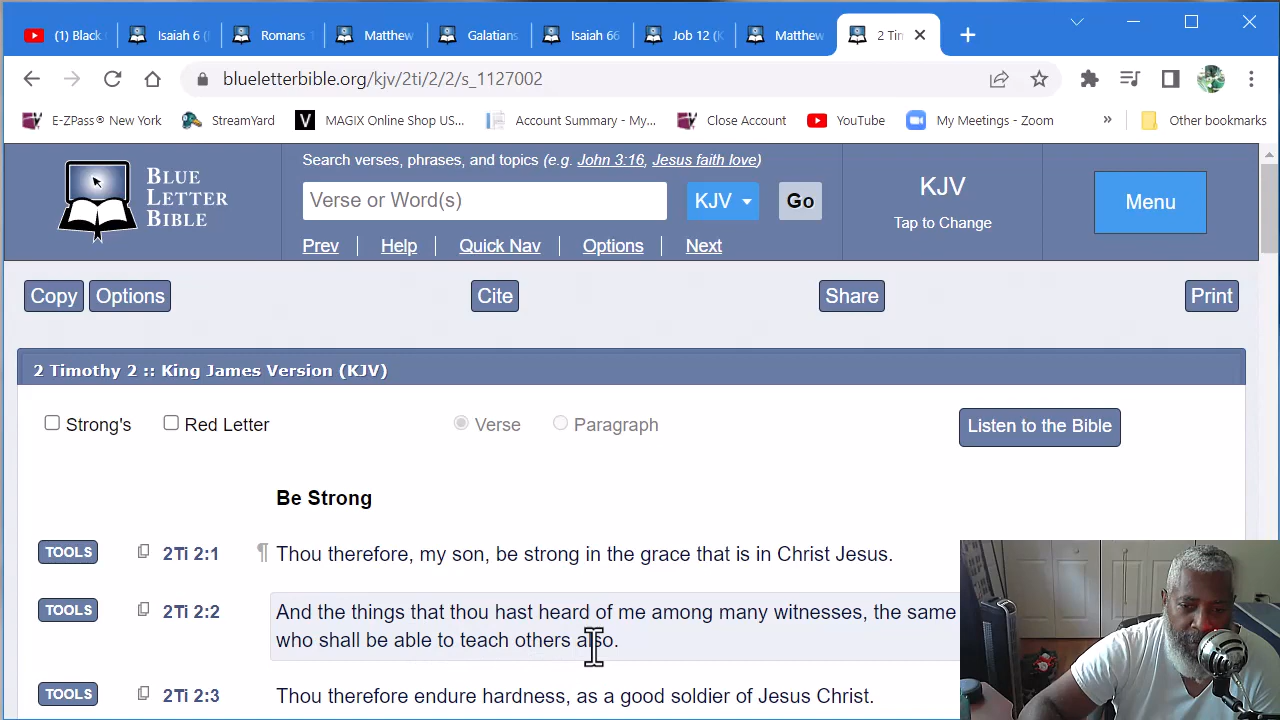 (1) Black Isaiah 6 ( Romans 1 Matthew Galatians Isaiah 66 Job 12 (K Matthew 2 Tim
blueletterbible.org/kjv/2ti/2/2/s_1127002
E-ZPass® New York StreamYard MAGIX Online Shop US... Account Summary - My... Close Account YouTube My Meetings - Zoom » Other bookmarks
Search verses, phrases, and topics (e.g. John 3:16, Jesus faith love)
BLUE
LETTER
BIBLE
Verse or Word(s) KJV Go
Prev Help Quick Nav Options Next
KJV
Tap to Change
Menu
Copy Options Cite Share Print
2 Timothy 2 :: King James Version (KJV)
Strong's Red Letter Verse Paragraph Listen to the Bible
Be Strong
TOOLS 2Ti 2:1 ¶ Thou therefore, my son, be strong in the grace that is in Christ Jesus.
TOOLS 2Ti 2:2 And the things that thou hast heard of me among many witnesses, the same
who shall be able to teach others also.
TOOLS 2Ti 2:3 Thou therefore endure hardness, as a good soldier of Jesus Christ.